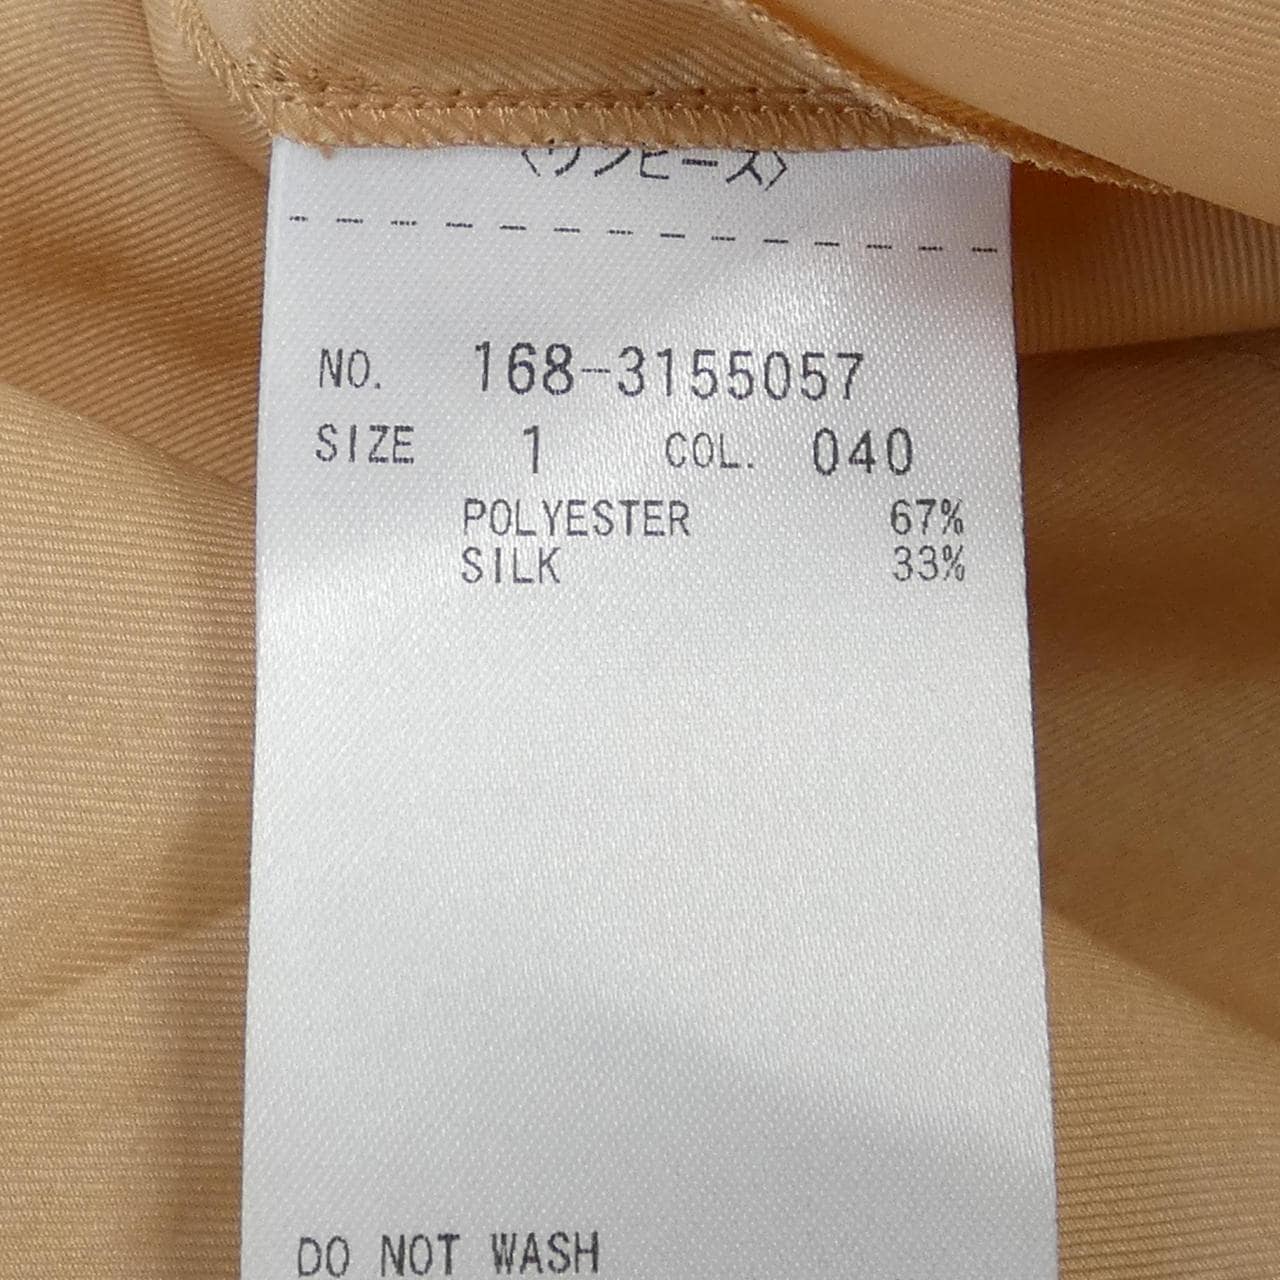 〈ワンピース〉
NO. 168-3155057
SIZE 1 COL. 040
POLYESTER 67%
SILK 33%
DO NOT WASH